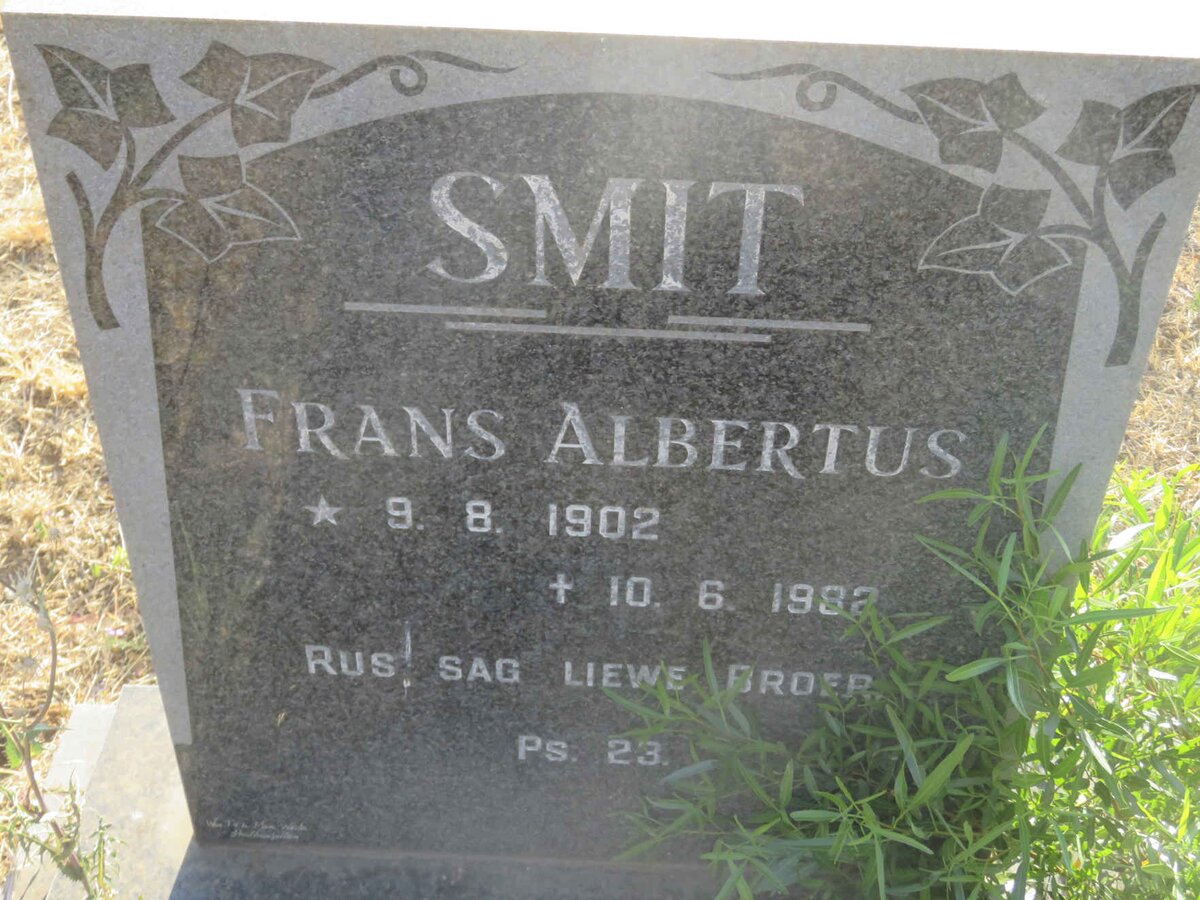 SMIT
FRANS ALBERTUS
★ 9. 8. 1902
✝ 10. 6. 1982
RUS SAG LIEWE BROER
PS. 23.